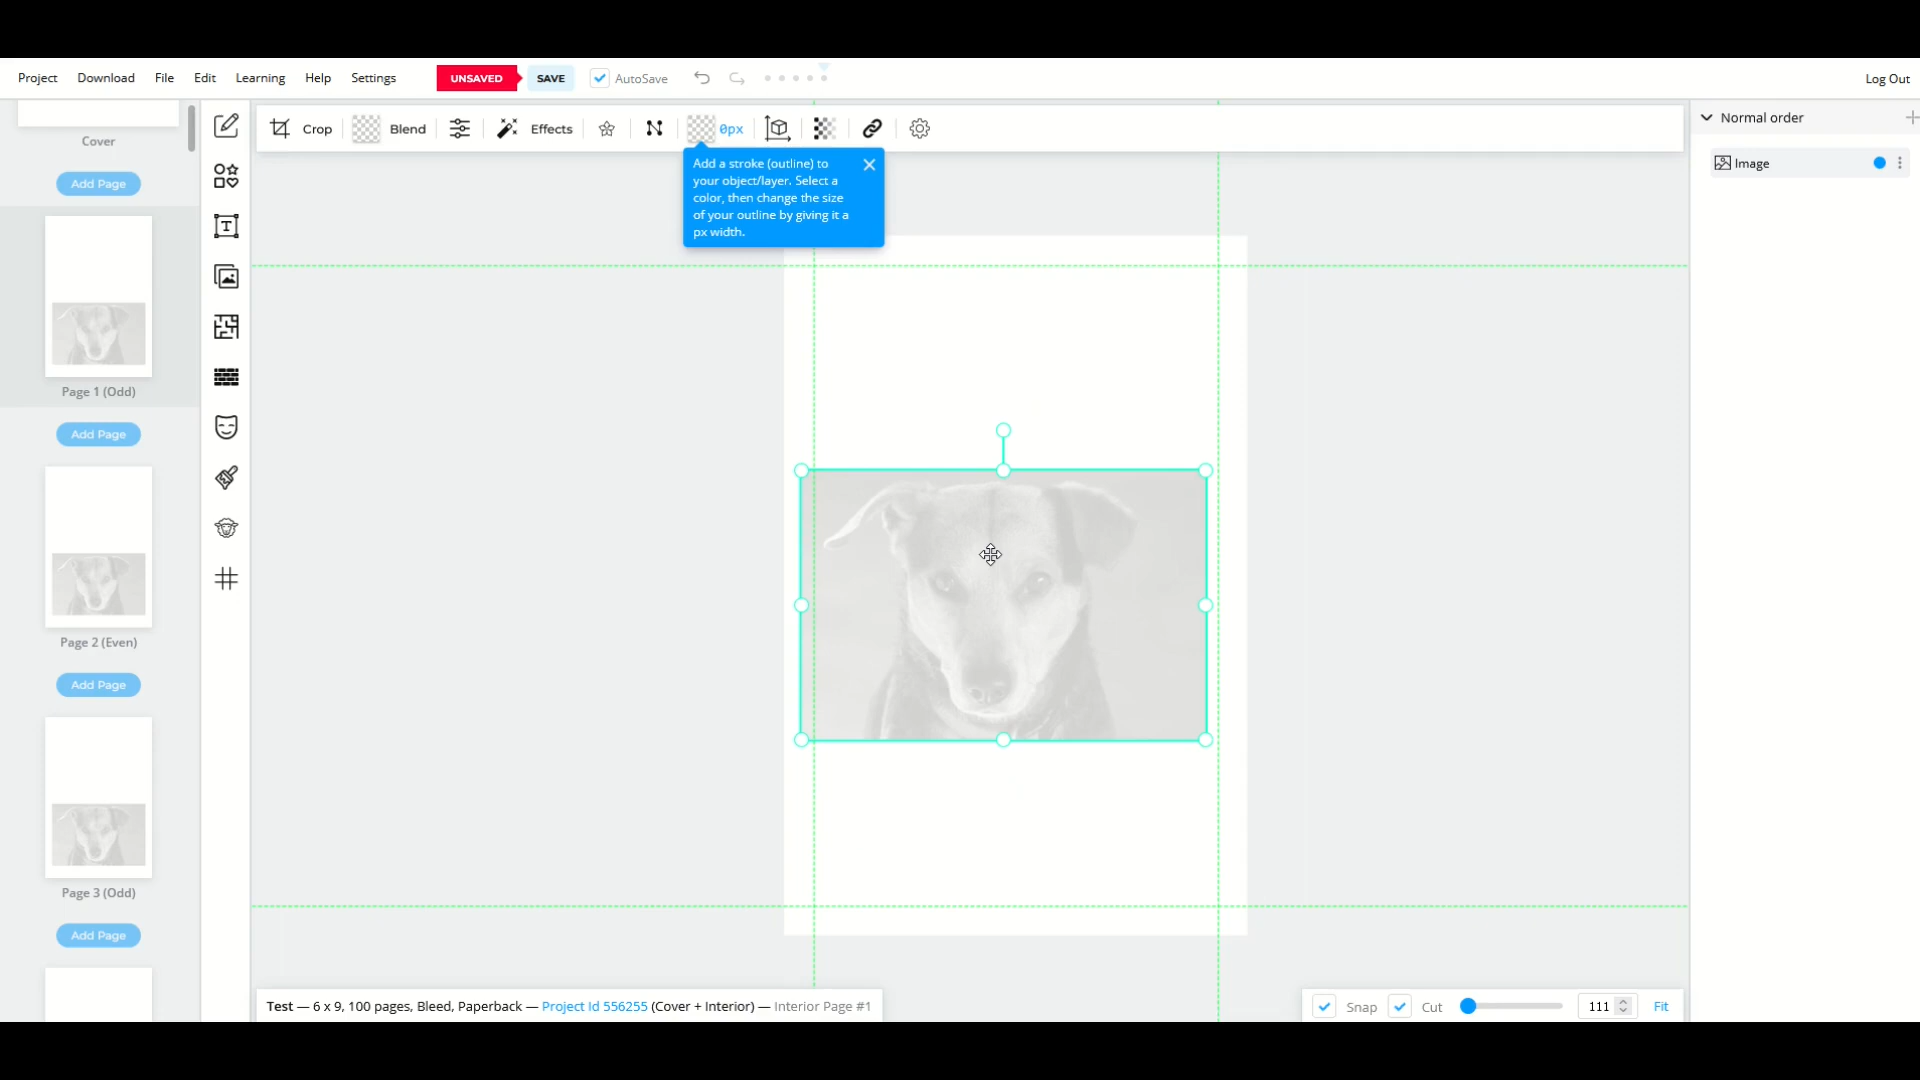 Project Download File Edit Learning Help Settings UNSAVED SAVE AutoSave Log Out
Cover
Add Page
Page 1 (Odd)
Add Page
Page 2 (Even)
Add Page
Page 3 (Odd)
Add Page
Crop Blend Effects 0px
Add a stroke (outline) to
your object/layer. Select a
color, then change the size
of your outline by giving it a
px width.
Normal order
Image
Test — 6 x 9, 100 pages, Bleed, Paperback — Project Id 556255 (Cover + Interior) — Interior Page #1
Snap Cut 111 Fit